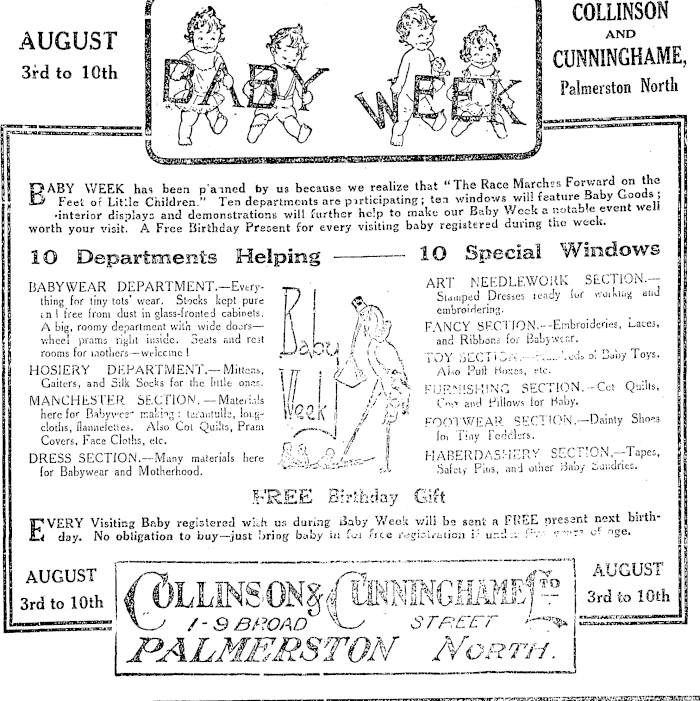 AUGUST
3rd to 10th
BABY WEEK
COLLINSON
AND
CUNNINGHAME,
Palmerston North
BABY WEEK has been planned by us because we realize that "The Race Marches Forward on the
Feet of Little Children." Ten departments are participating; ten windows will feature Baby Goods;
interior displays and demonstrations will further help to make our Baby Week a notable event well
worth your visit. A Free Birthday Present for every visiting baby registered during the week.
10 Departments Helping —— 10 Special Windows
BABYWEAR DEPARTMENT.—Every-
thing for tiny tots' wear. Stocks kept pure
and free from dust in glass-fronted cabinets.
A big, roomy department with wide doors—
wheel prams right inside. Seats and rest
rooms for mothers—welcome!
HOSIERY DEPARTMENT.—Mittens,
Gaiters, and Silk Socks for the little ones.
MANCHESTER SECTION.—Materials
here for Babywear making: tarantulle, long-
cloths, flannelettes. Also Cot Quilts, Pram
Covers, Face Cloths, etc.
DRESS SECTION.—Many materials here
for Babywear and Motherhood.
Baby
Week
ART NEEDLEWORK SECTION.—
Stamped Dresses ready for working and
embroidering.
FANCY SECTION.—Embroideries, Laces,
and Ribbons for Babywear.
TOY SECTION.—Hundreds of Baby Toys.
Also Puff Boxes, etc.
FURNISHING SECTION.—Cot Quilts,
Cots and Pillows for Baby.
FOOTWEAR SECTION.—Dainty Shoes
for Tiny Toddlers.
HABERDASHERY SECTION.—Tapes,
Safety Pins, and other Baby Sundries.
FREE Birthday Gift
EVERY Visiting Baby registered with us during Baby Week will be sent a FREE present next birth-
day. No obligation to buy—just bring baby in for free registration if under five years of age.
AUGUST
3rd to 10th
COLLINSON & CUNNINGHAME LTD
1-9 BROAD STREET
PALMERSTON NORTH.
AUGUST
3rd to 10th